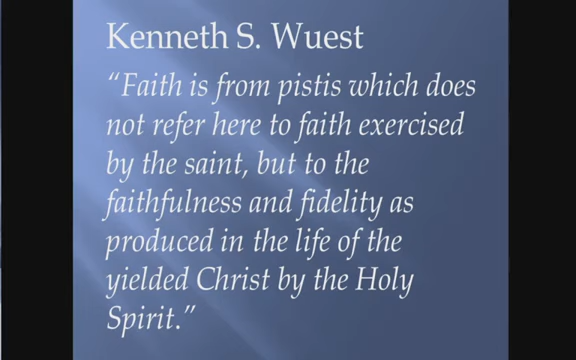 Kenneth S. Wuest
“Faith is from pistis which does
not refer here to faith exercised
by the saint, but to the
faithfulness and fidelity as
produced in the life of the
yielded Christ by the Holy
Spirit.”